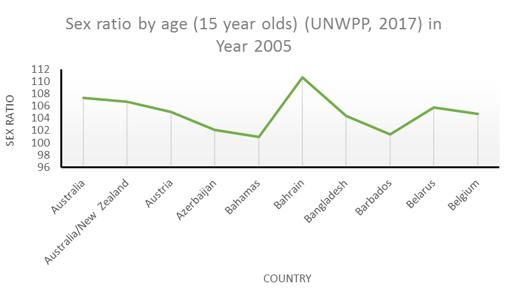 Sex ratio by age (15 year olds) (UNWPP, 2017) in
Year 2005
SEX RATIO
112
110
108
106
104
102
100
98
96
Australia
Australia/New Zealand
Austria
Azerbaijan
Bahamas
Bahrain
Bangladesh
Barbados
Belarus
Belgium
COUNTRY